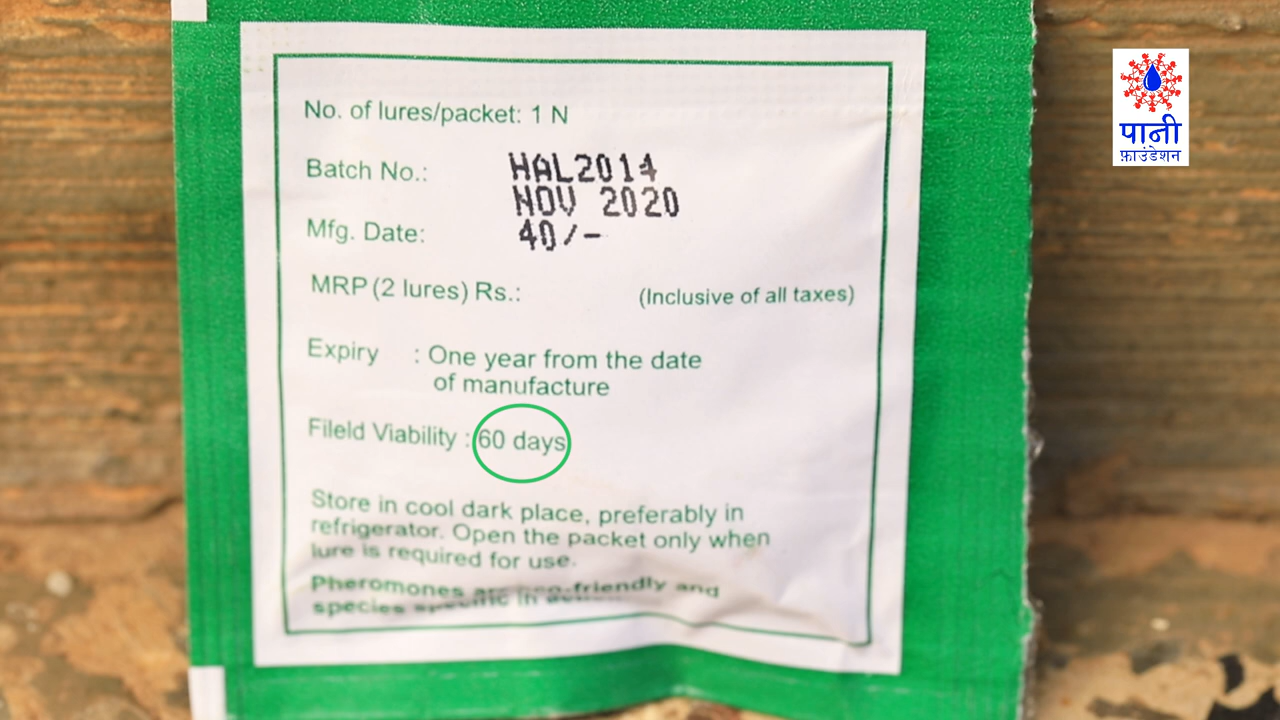 No. of lures/packet: 1 N
Batch No.: HAL2014
NOV 2020
Mfg. Date: 40/-
MRP (2 lures) Rs.: (Inclusive of all taxes)
Expiry : One year from the date
of manufacture
Fileld Viability : 60 days
Store in cool dark place, preferably in
refrigerator. Open the packet only when
lure is required for use.
Pheromones are eco-friendly and
species specific in
पानी
फ़ाउंडेशन